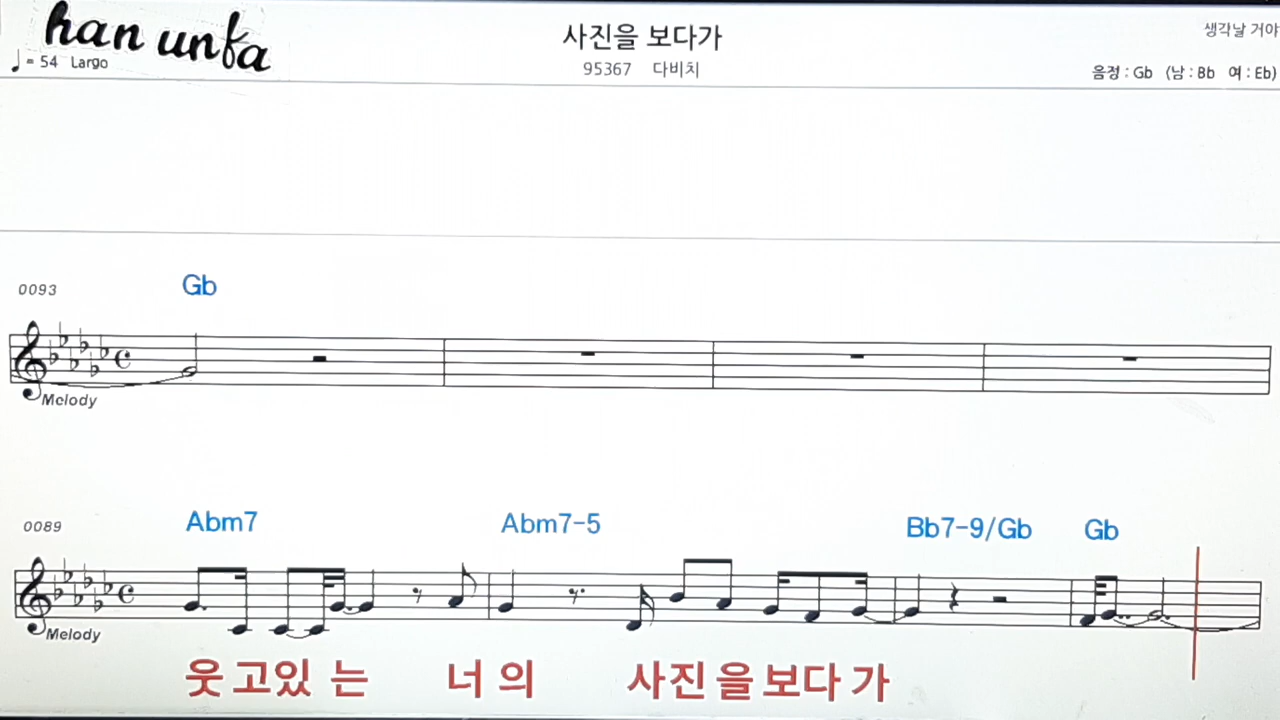 han unfa
♩= 54 Largo
사진을 보다가
95367 다비치
생각날 거야
음정 : Gb (남 : Bb 여 : Eb)
0093
Gb
Melody
0089
Abm7 Abm7-5 Bb7-9/Gb Gb
Melody
웃고있는 너의 사진을보다가